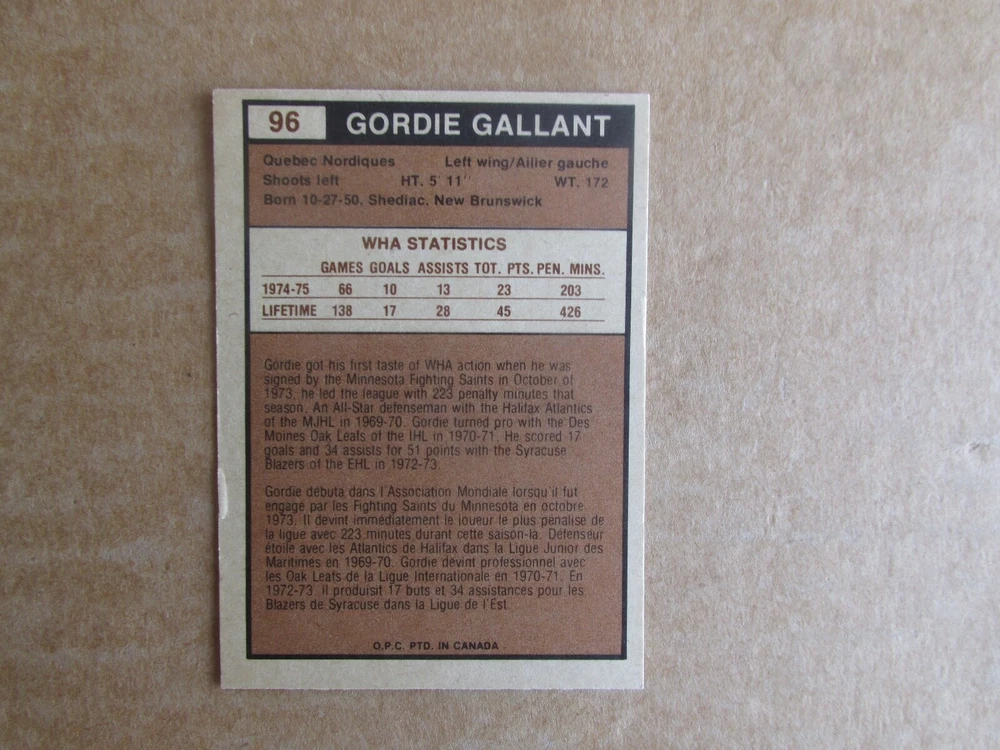 96 GORDIE GALLANT
Quebec Nordiques Left wing/Ailier gauche
Shoots left HT. 5' 11'' WT. 172
Born 10-27-50, Shediac, New Brunswick
WHA STATISTICS
GAMES GOALS ASSISTS TOT. PTS. PEN. MINS.
1974-75 66 10 13 23 203
LIFETIME 138 17 28 45 426
Gordie got his first taste of WHA action when he was
signed by the Minnesota Fighting Saints in October of
1973, he led the league with 223 penalty minutes that
season. An All-Star defenseman with the Halifax Atlantics
of the MJHL in 1969-70. Gordie turned pro with the Des
Moines Oak Leafs of the IHL in 1970-71. He scored 17
goals and 34 assists for 51 points with the Syracuse
Blazers of the EHL in 1972-73.
Gordie débuta dans l'Association Mondiale lorsqu'il fut
engagé par les Fighting Saints du Minnesota en octobre
1973. Il devint immédiatement le joueur le plus pénalisé de
la ligue avec 223 minutes durant cette saison-là. Défenseur
étoile avec les Atlantics de Halifax dans la Ligue Junior des
Maritimes en 1969-70. Gordie devint professionnel avec
les Oak Leafs de la Ligue Internationale en 1970-71. En
1972-73, il produisit 17 buts et 34 assistances pour les
Blazers de Syracuse dans la Ligue de l'Est.
O.P.C. PTD. IN CANADA